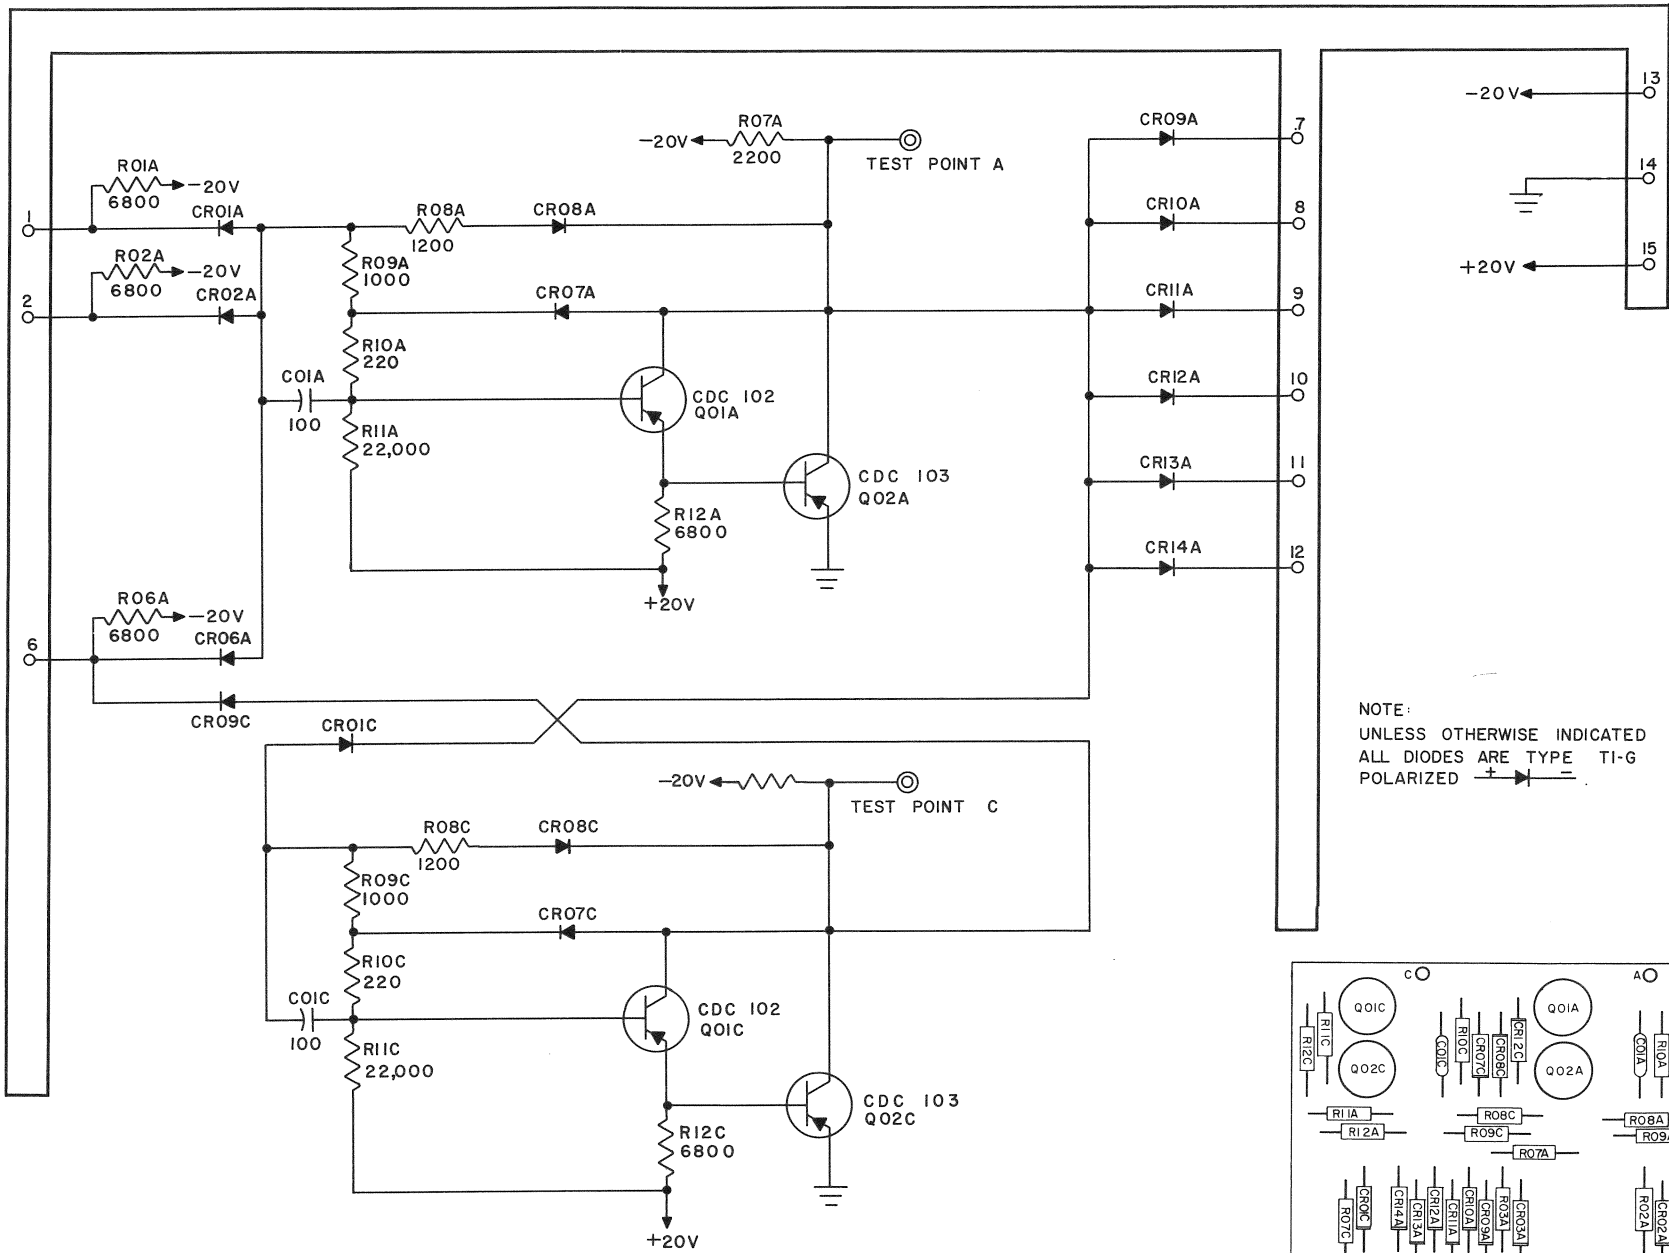 13
-20V
R07A
-20V
2200
TEST POINT A
CR09A
7
R01A
-20V
6800
CR01A
1
14
R08A
1200
CR08A
CR10A
8
R02A
-20V
6800
CR02A
2
R09A
1000
CR07A
CR11A
9
15
+20V
R10A
220
C01A
100
R11A
22,000
CDC 102
Q01A
CR12A
10
CDC 103
Q02A
CR13A
11
R12A
6800
+20V
CR14A
12
R06A
-20V
6800
CR06A
6
CR09C
CR01C
NOTE:
UNLESS OTHERWISE INDICATED
ALL DIODES ARE TYPE TI-G
POLARIZED + -
-20V
TEST POINT C
R08C
1200
CR08C
R09C
1000
CR07C
R10C
220
C01C
100
R11C
22,000
CDC 102
Q01C
CDC 103
Q02C
R12C
6800
+20V
C
A
Q01C
Q01A
R12C
R11C
C01C
R10C
CR07C
CR08C
CR12C
C01A
R10A
Q02C
Q02A
R11A
R12A
R08C
R09C
R07A
R08A
R09A
R07C
CR01C
CR14A
CR13A
CR12A
CR11A
CR10A
CR09A
R03A
CR03A
R02A
CR02A